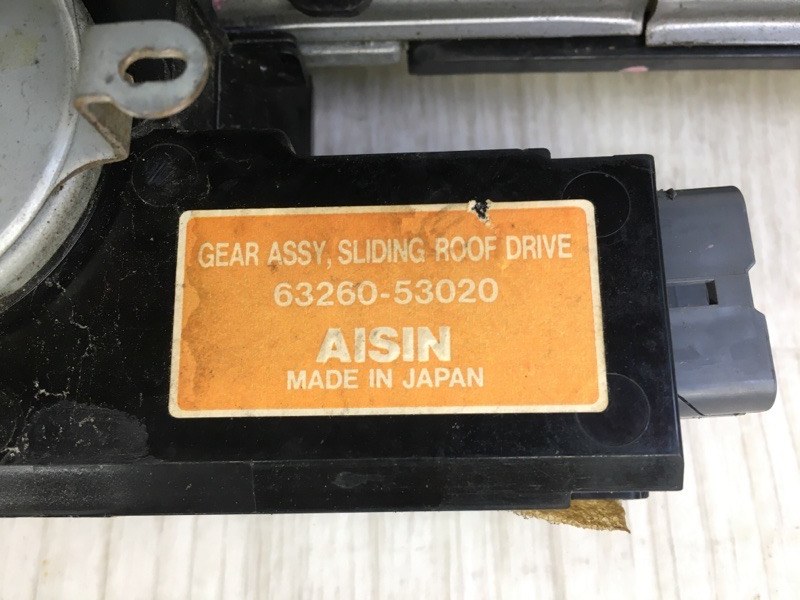 GEAR ASSY, SLIDING ROOF DRIVE
63260-53020
AISIN
MADE IN JAPAN